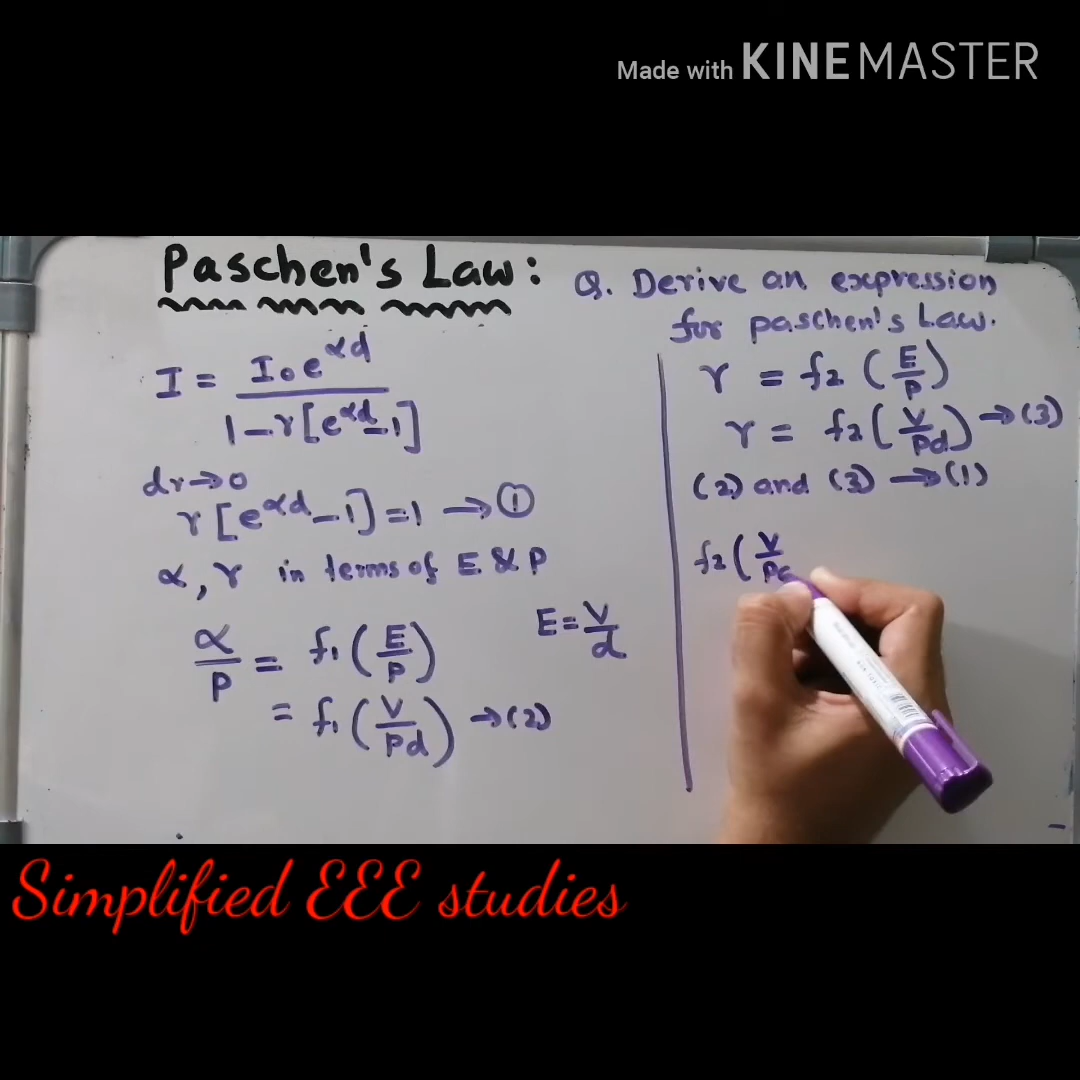 Made with KINEMASTER
Paschen's Law:
Q. Derive an expression
for paschen's Law.
I = I₀e^αd / 1-γ[e^αd-1]
dr→0
γ[e^αd-1]=1 →①
α, γ in terms of E & P
α/P = f₁(E/P)
E=V/d
= f₁(V/Pd) →(2)
γ = f₂(E/P)
γ = f₂(V/Pd) →(3)
(2) and (3) →(1)
f₂(V/Pd
Simplified EEE studies